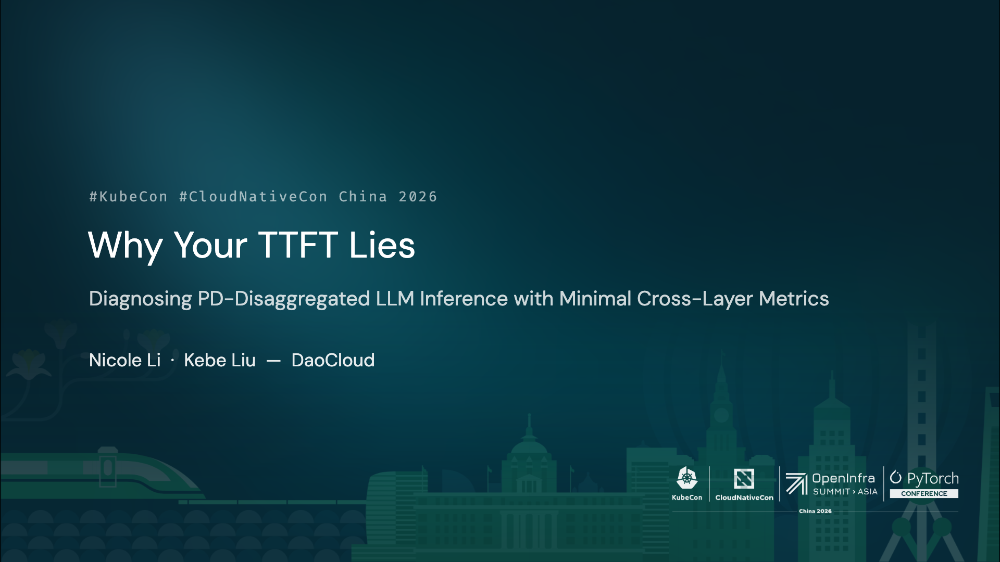 #KubeCon #CloudNativeCon China 2026
Why Your TTFT Lies
Diagnosing PD-Disaggregated LLM Inference with Minimal Cross-Layer Metrics
Nicole Li · Kebe Liu — DaoCloud
KubeCon
CloudNativeCon
OpenInfra
SUMMIT > ASIA
PyTorch
CONFERENCE
China 2026